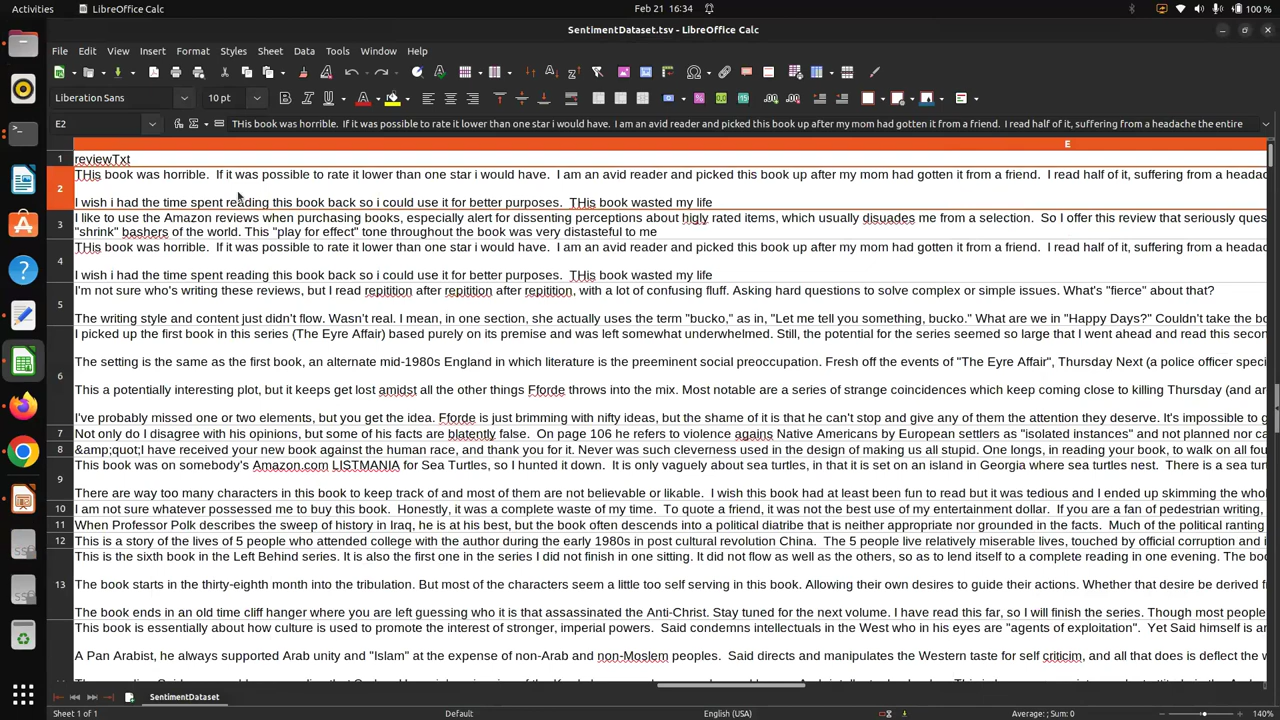 Activities
LibreOffice Calc
Feb 21 16:34
100 %
SentimentDataset.tsv - LibreOffice Calc
File Edit View Insert Format Styles Sheet Data Tools Window Help
Liberation Sans
10 pt
E2
THis book was horrible. If it was possible to rate it lower than one star i would have. I am an avid reader and picked this book up after my mom had gotten it from a friend. I read half of it, suffering from a headache the entire
E
1 reviewTxt
THis book was horrible. If it was possible to rate it lower than one star i would have. I am an avid reader and picked this book up after my mom had gotten it from a friend. I read half of it, suffering from a headac
2
I wish i had the time spent reading this book back so i could use it for better purposes. THis book wasted my life
I like to use the Amazon reviews when purchasing books, especially alert for dissenting perceptions about higly rated items, which usually disuades me from a selection. So I offer this review that seriously ques
3
"shrink" bashers of the world. This "play for effect" tone throughout the book was very distasteful to me
THis book was horrible. If it was possible to rate it lower than one star i would have. I am an avid reader and picked this book up after my mom had gotten it from a friend. I read half of it, suffering from a headac
4
I wish i had the time spent reading this book back so i could use it for better purposes. THis book wasted my life
I'm not sure who's writing these reviews, but I read repitition after repitition after repitition, with a lot of confusing fluff. Asking hard questions to solve complex or simple issues. What's "fierce" about that?
5
The writing style and content just didn't flow. Wasn't real. I mean, in one section, she actually uses the term "bucko," as in, "Let me tell you something, bucko." What are we in "Happy Days?" Couldn't take the bo
I picked up the first book in this series (The Eyre Affair) based purely on its premise and was left somewhat underwhelmed. Still, the potential for the series seemed so large that I went ahead and read this secon
The setting is the same as the first book, an alternate mid-1980s England in which literature is the preeminent social preoccupation. Fresh off the events of "The Eyre Affair", Thursday Next (a police officer speci
6
This a potentially interesting plot, but it keeps get lost amidst all the other things Fforde throws into the mix. Most notable are a series of strange coincidences which keep coming close to killing Thursday (and ar
I've probably missed one or two elements, but you get the idea. Fforde is just brimming with nifty ideas, but the shame of it is that he can't stop and give any of them the attention they deserve. It's impossible to g
7 Not only do I disagree with his opinions, but some of his facts are blatently false. On page 106 he refers to violence agains Native Americans by European settlers as "isolated instances" and not planned nor ca
8 &amp;quot;I have received your new book against the human race, and thank you for it. Never was such cleverness used in the design of making us all stupid. One longs, in reading your book, to walk on all fou
This book was on somebody's Amazon.com LISTMANIA for Sea Turtles, so I hunted it down. It is only vaguely about sea turtles, in that it is set on an island in Georgia where sea turtles nest. There is a sea tur
9
There are way too many characters in this book to keep track of and most of them are not believable or likable. I wish this book had at least been fun to read but it was tedious and I ended up skimming the who
10 I am not sure whatever possessed me to buy this book. Honestly, it was a complete waste of my time. To quote a friend, it was not the best use of my entertainment dollar. If you are a fan of pedestrian writing,
11 When Professor Polk describes the sweep of history in Iraq, he is at his best, but the book often descends into a political diatribe that is neither appropriate nor grounded in the facts. Much of the political ranting
12 This is a story of the lives of 5 people who attended college with the author during the early 1980s in post cultural revolution China. The 5 people live relatively miserable lives, touched by official corruption and i
This is the sixth book in the Left Behind series. It is also the first one in the series I did not finish in one sitting. It did not flow as well as the others, so as to lend itself to a complete reading in one evening. The boo
13
The book starts in the thirty-eighth month into the tribulation. But most of the characters seem a little too self serving in this book. Allowing their own desires to guide their actions. Whether that desire be derived f
The book ends in an old time cliff hanger where you are left guessing who it is that assassinated the Anti-Christ. Stay tuned for the next volume. I have read this far, so I will finish the series. Though most people
This book is essentially about how culture is used to promote the interest of stronger, imperial powers. Said condemns intellectuals in the West who in his eyes are "agents of exploitation". Yet Said himself is ar
A Pan Arabist, he always supported Arab unity and "Islam" at the expense of non-Arab and non-Moslem peoples. Said directs and manipulates the Western taste for self criticim, and all that does is deflect the w
SentimentDataset
Sheet 1 of 1
Default
English (USA)
Average: ; Sum: 0
140%